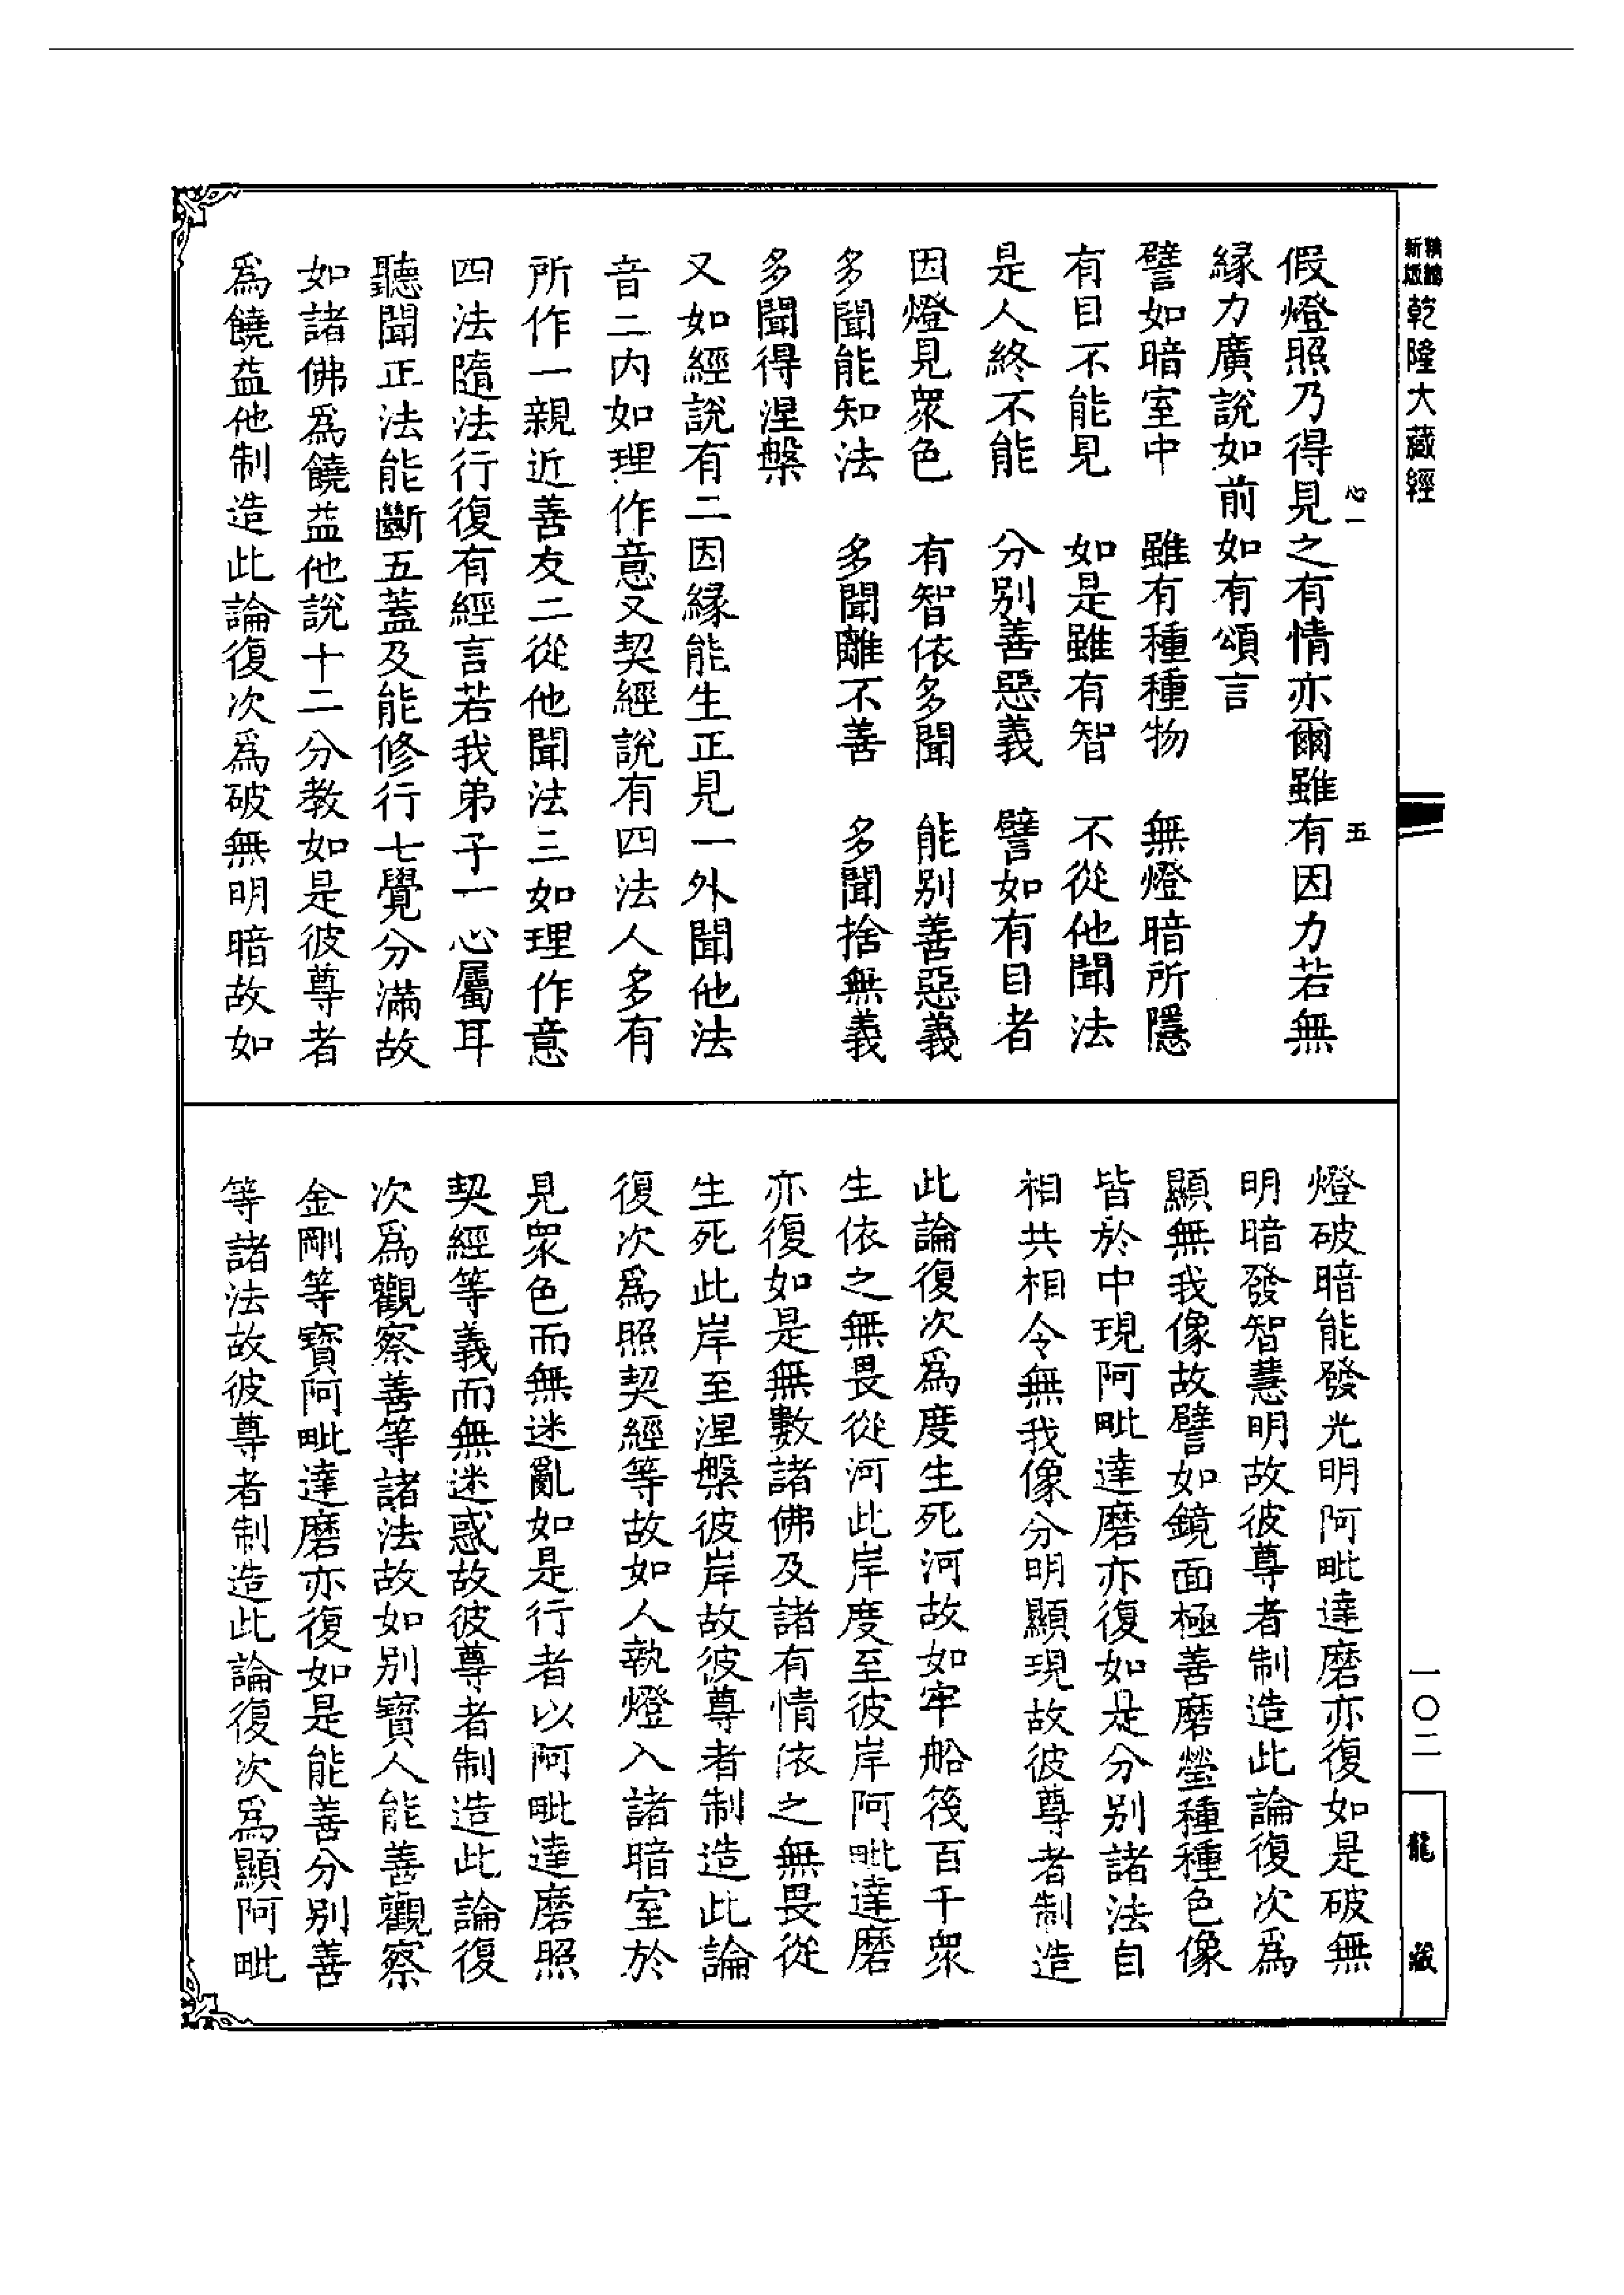 新編縮版乾隆大藏經
心一 五
假燈照乃得見之有情亦爾雖有因力若無
緣力廣說如前如有頌言
譬如暗室中 雖有種種物 無燈暗所隱
有目不能見 如是雖有智 不從他聞法
是人終不能 分別善惡義 譬如有目者
因燈見眾色 有智依多聞 能別善惡義
多聞能知法 多聞離不善 多聞捨無義
多聞得涅槃
又如經說有二因緣能生正見一外聞他法
音二內如理作意又契經說有四法人多有
所作一親近善友二從他聞法三如理作意
四法隨法行復有經言若我弟子一心屬耳
聽聞正法能斷五蓋及能修行七覺分滿故
如諸佛為饒益他說十二分教如是彼尊者
為饒益他制造此論復次為破無明暗故如
燈破暗能發光明阿毗達磨亦復如是破無
明暗發智慧明故彼尊者制造此論復次為
顯無我像故譬如鏡面極善磨瑩種種色像
皆於中現阿毗達磨亦復如是分別諸法自
相共相令無我像分明顯現故彼尊者制造
此論復次為度生死河故如牢船筏百千眾
生依之無畏從河此岸度至彼岸阿毗達磨
亦復如是無數諸佛及諸有情依之無畏從
生死此岸至涅槃彼岸故彼尊者制造此論
復次為照契經等故如人執燈入諸暗室於
見眾色而無迷亂如是行者以阿毗達磨照
契經等義而無迷惑故彼尊者制造此論復
次為觀察善等諸法故如別寶人能善觀察
金剛等寶阿毗達磨亦復如是能善分別善
等諸法故彼尊者制造此論復次為顯阿毗
一〇二
龍藏